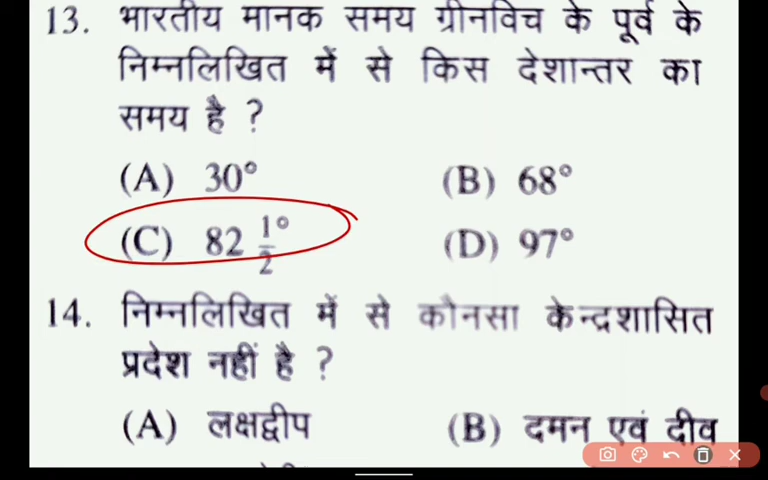 13. भारतीय मानक समय ग्रीनविच के पूर्व के
निम्नलिखित में से किस देशान्तर का
समय है ?
(A) 30° (B) 68°
(C) 82 1/2° (D) 97°
14. निम्नलिखित में से कौनसा केन्द्रशासित
प्रदेश नहीं है ?
(A) लक्षद्वीप (B) दमन एवं दीव